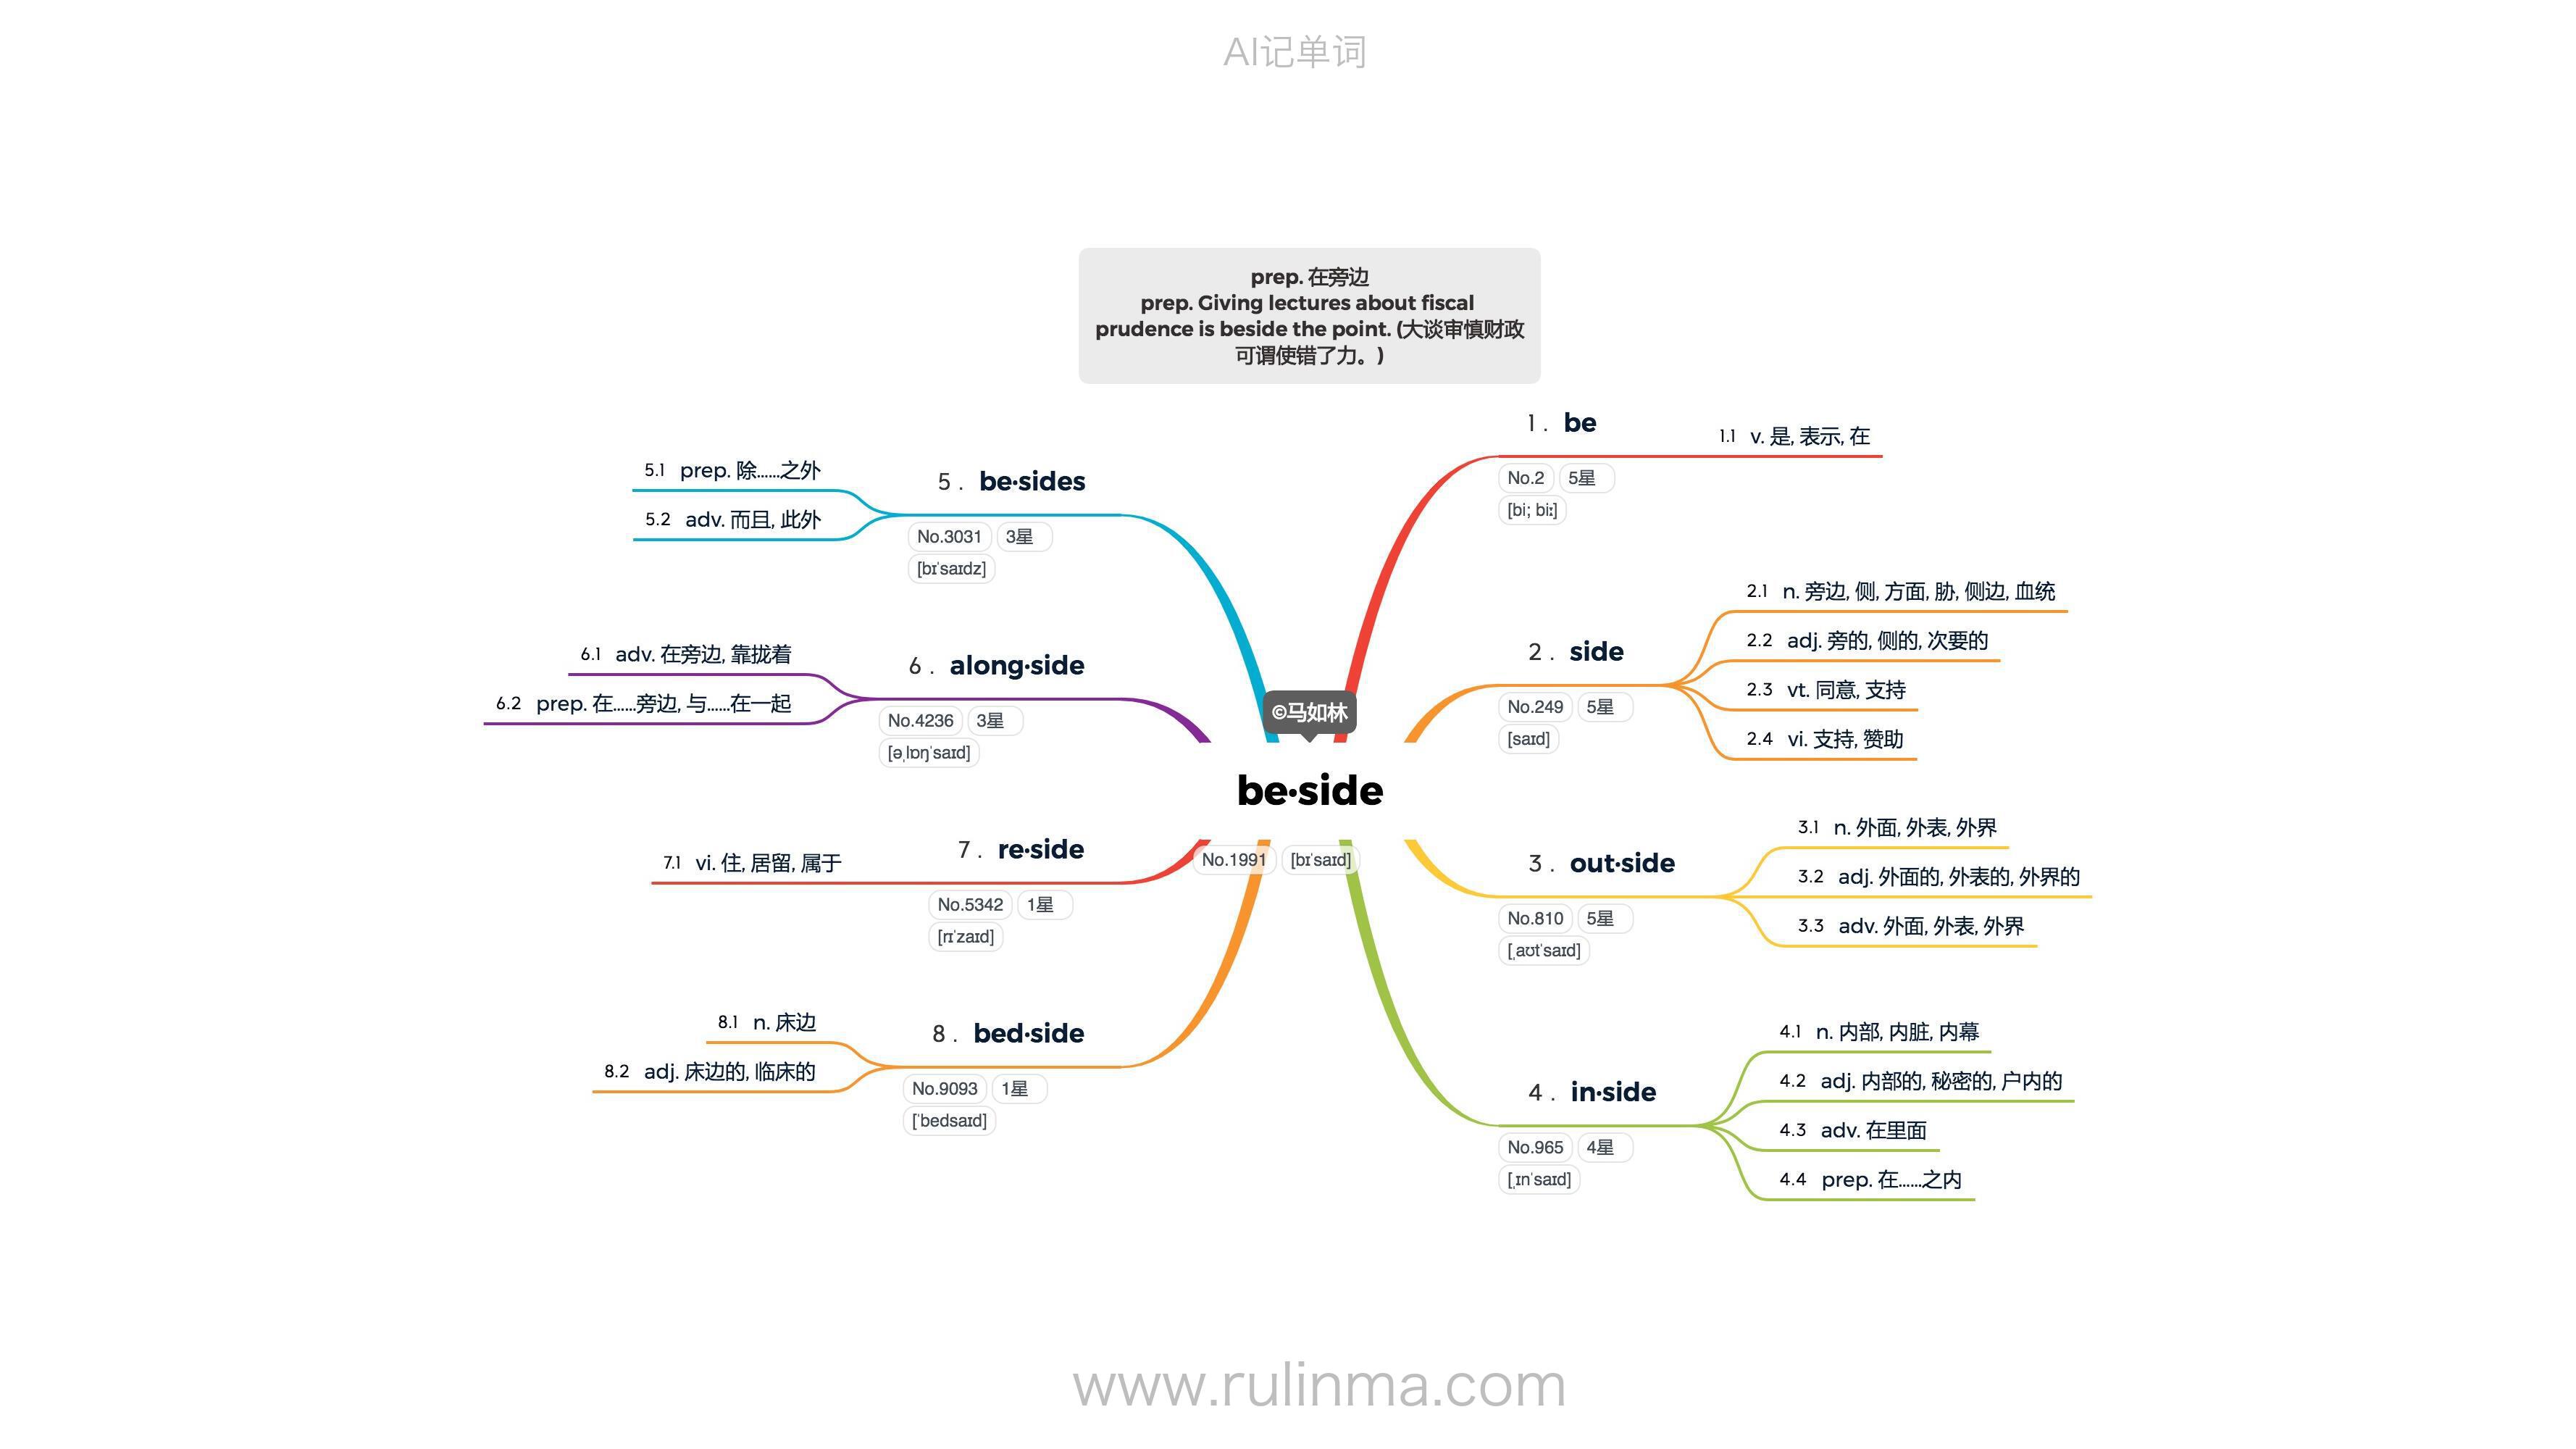 AI记单词
prep. 在旁边
prep. Giving lectures about fiscal
prudence is beside the point. (大谈审慎财政
可谓使错了力。)
©马如林
be·side
No.1991 [bɪˈsaɪd]
1 . be
No.2 5星
[bi; biː]
1.1 v. 是, 表示, 在
2 . side
No.249 5星
[saɪd]
2.1 n. 旁边, 侧, 方面, 胁, 侧边, 血统
2.2 adj. 旁的, 侧的, 次要的
2.3 vt. 同意, 支持
2.4 vi. 支持, 赞助
3 . out·side
No.810 5星
[ˌaʊtˈsaɪd]
3.1 n. 外面, 外表, 外界
3.2 adj. 外面的, 外表的, 外界的
3.3 adv. 外面, 外表, 外界
4 . in·side
No.965 4星
[ˌɪnˈsaɪd]
4.1 n. 内部, 内脏, 内幕
4.2 adj. 内部的, 秘密的, 户内的
4.3 adv. 在里面
4.4 prep. 在……之内
5 . be·sides
No.3031 3星
[bɪˈsaɪdz]
5.1 prep. 除……之外
5.2 adv. 而且, 此外
6 . along·side
No.4236 3星
[əˌlɒŋˈsaɪd]
6.1 adv. 在旁边, 靠拢着
6.2 prep. 在……旁边, 与……在一起
7 . re·side
No.5342 1星
[rɪˈzaɪd]
7.1 vi. 住, 居留, 属于
8 . bed·side
No.9093 1星
[ˈbedsaɪd]
8.1 n. 床边
8.2 adj. 床边的, 临床的
www.rulinma.com